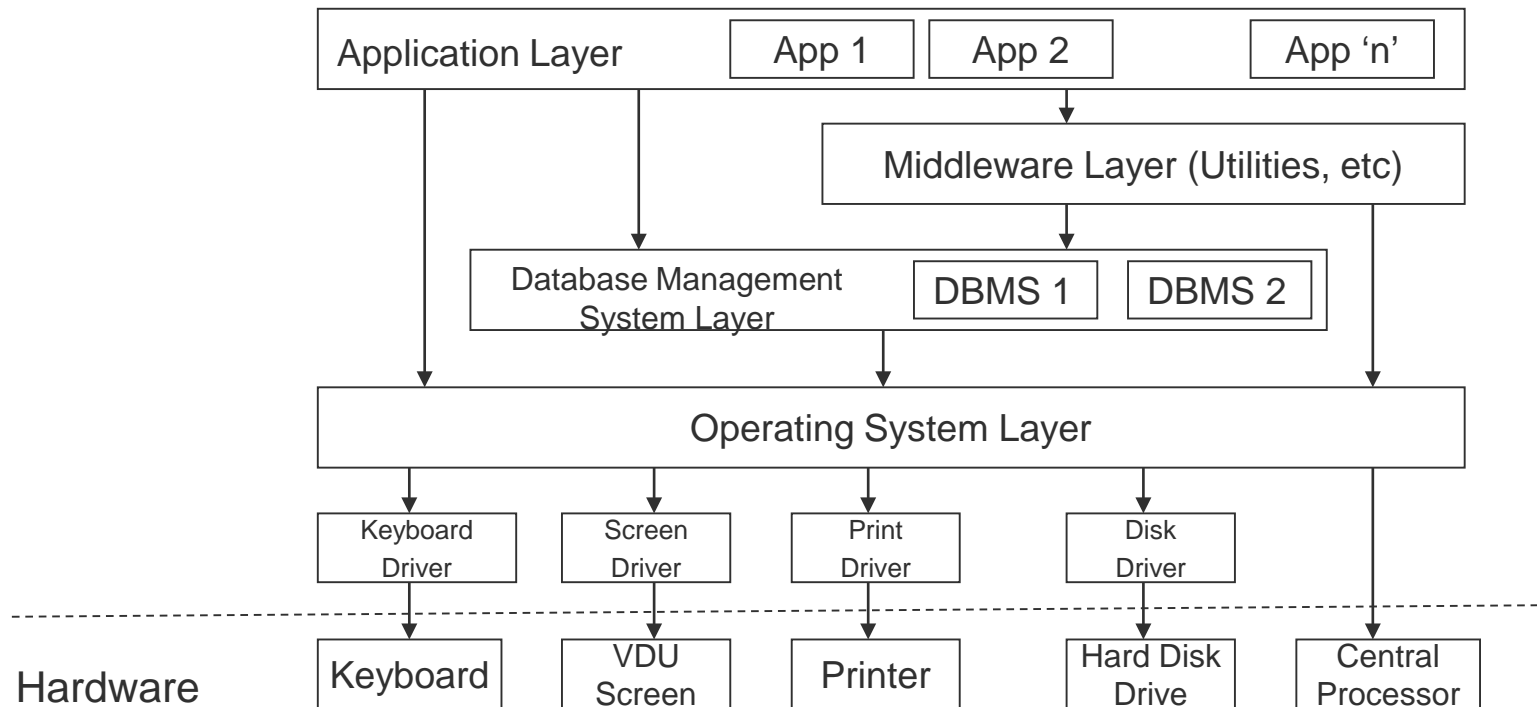 Application Layer
App 1
App 2
App ‘n’
Middleware Layer (Utilities, etc)
Database Management
System Layer
DBMS 1
DBMS 2
Operating System Layer
Keyboard
Driver
Screen
Driver
Print
Driver
Disk
Driver
Hardware
Keyboard
VDU
Screen
Printer
Hard Disk
Drive
Central
Processor